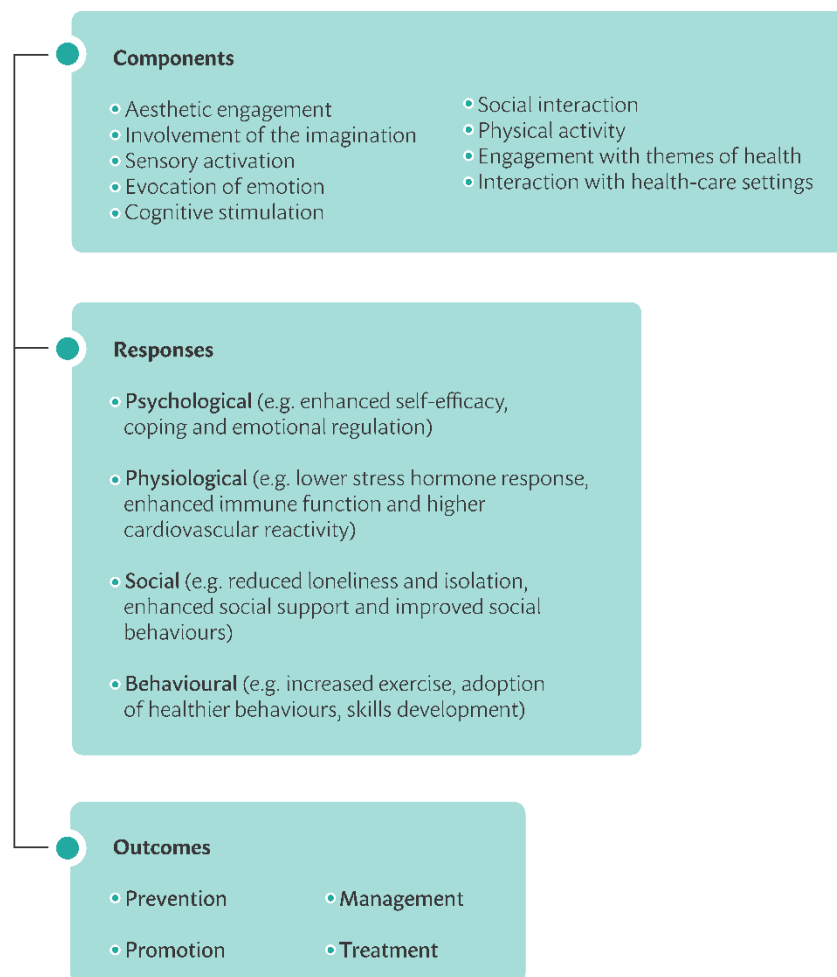 Components
Aesthetic engagement
Involvement of the imagination
Sensory activation
Evocation of emotion
Cognitive stimulation
Social interaction
Physical activity
Engagement with themes of health
Interaction with health-care settings
Responses
Psychological (e.g. enhanced self-efficacy,
coping and emotional regulation)
Physiological (e.g. lower stress hormone response,
enhanced immune function and higher
cardiovascular reactivity)
Social (e.g. reduced loneliness and isolation,
enhanced social support and improved social
behaviours)
Behavioural (e.g. increased exercise, adoption
of healthier behaviours, skills development)
Outcomes
Prevention
Promotion
Management
Treatment